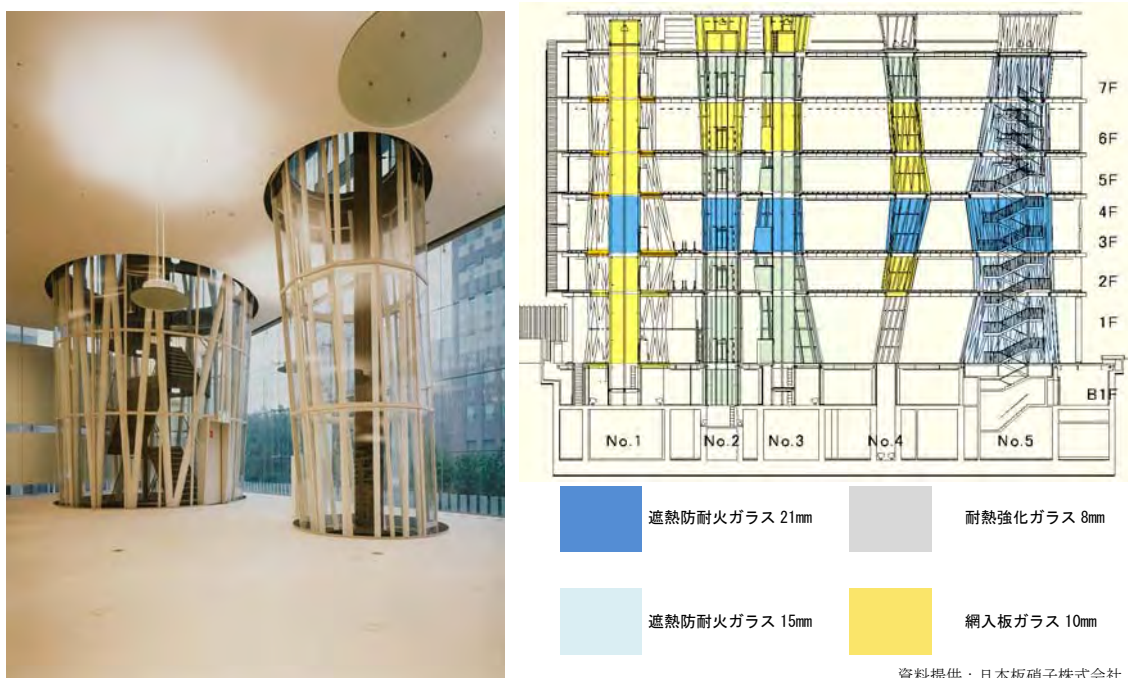 7F
6F
5F
4F
3F
2F
1F
B1F
No.1
No.2
No.3
No.4
No.5
遮熱防耐火ガラス 21mm
耐熱強化ガラス 8mm
遮熱防耐火ガラス 15mm
網入板ガラス 10mm
資料提供：日本板硝子株式会社